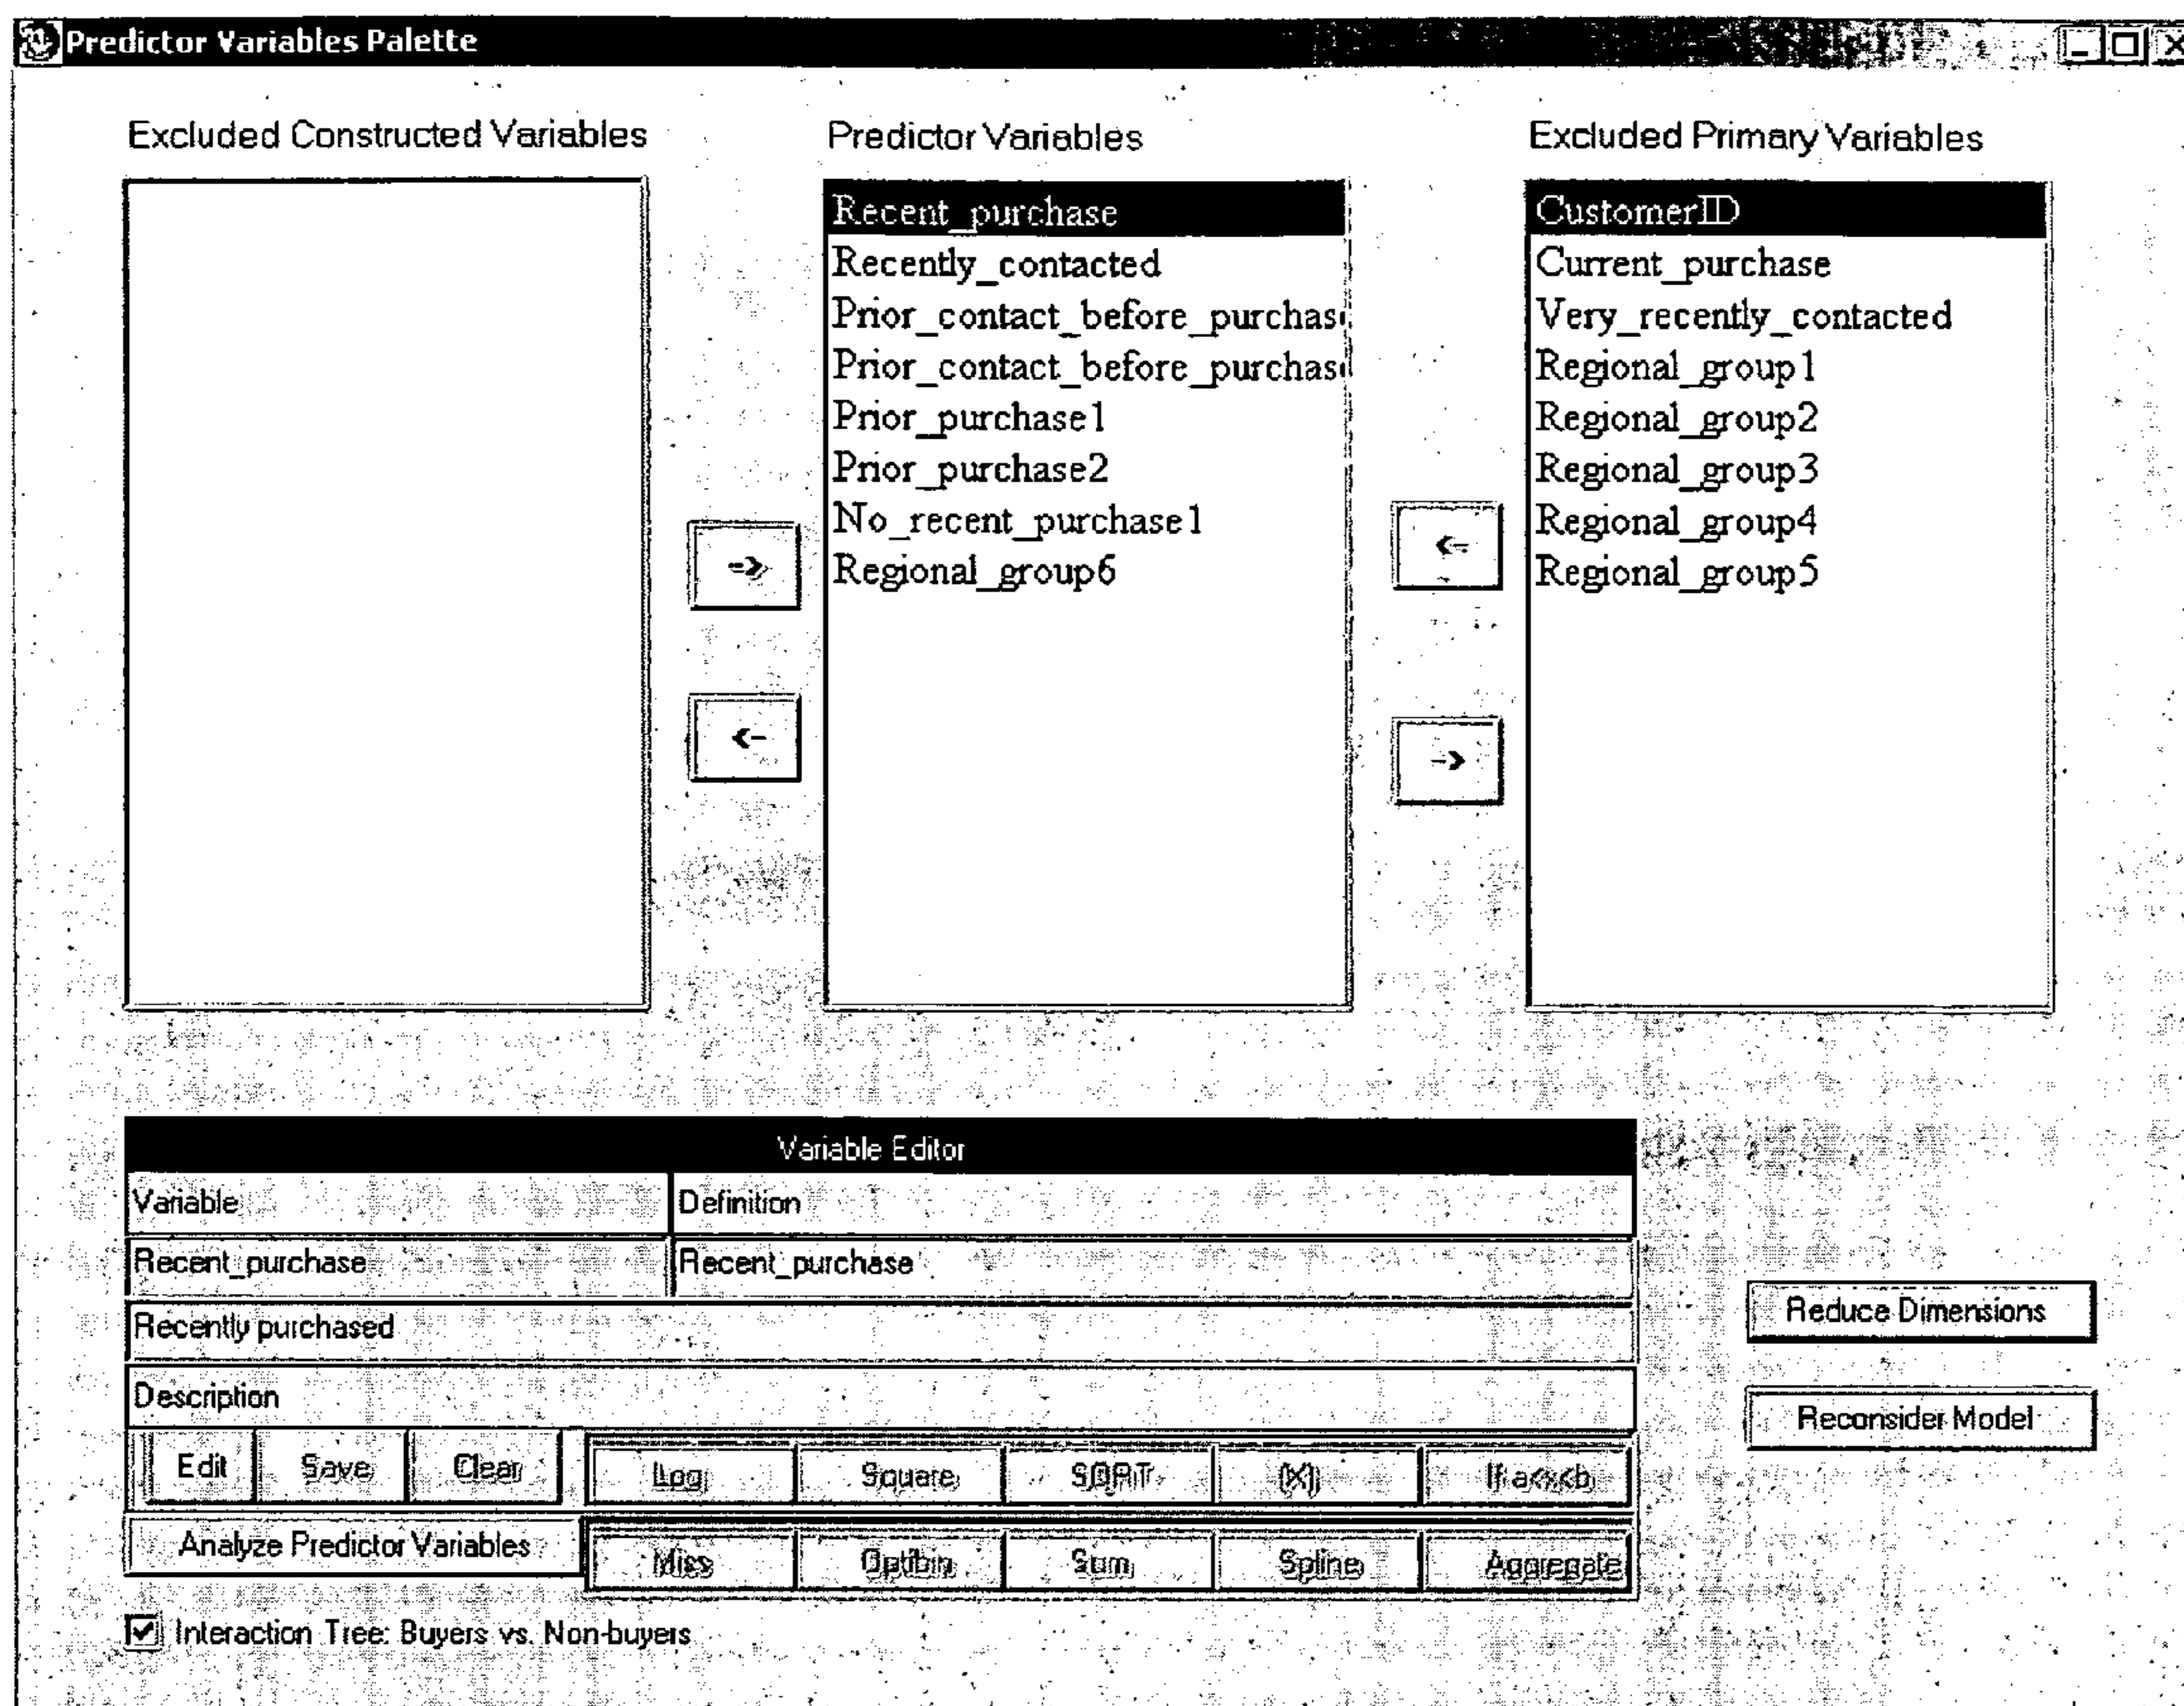 Predictor Variables Palette
Excluded Constructed Variables
Predictor Variables
Excluded Primary Variables
Recent_purchase
Recently_contacted
Prior_contact_before_purchas
Prior_contact_before_purchas
Prior_purchase1
Prior_purchase2
No_recent_purchase1
Regional_group6
CustomerID
Current_purchase
Very_recently_contacted
Regional_group1
Regional_group2
Regional_group3
Regional_group4
Regional_group5
->
<-
<-
->
Variable Editor
Variable Definition
Recent_purchase Recent_purchase
Recently purchased
Description
Edit Save Clear Log Square SQRT (X) If a<x<b
Analyze Predictor Variables Miss Optibin Sum Spline Aggregate
Interaction Tree: Buyers vs. Non-buyers
Reduce Dimensions
Reconsider Model